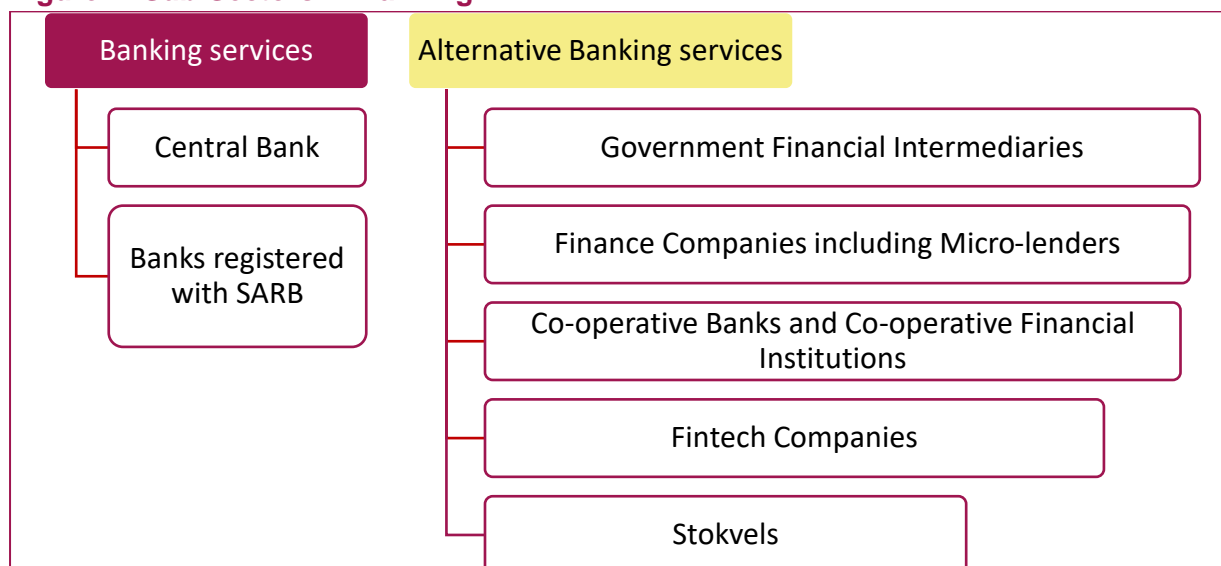 Banking services
Central Bank
Banks registered
with SARB
Alternative Banking services
Government Financial Intermediaries
Finance Companies including Micro-lenders
Co-operative Banks and Co-operative Financial
Institutions
Fintech Companies
Stokvels